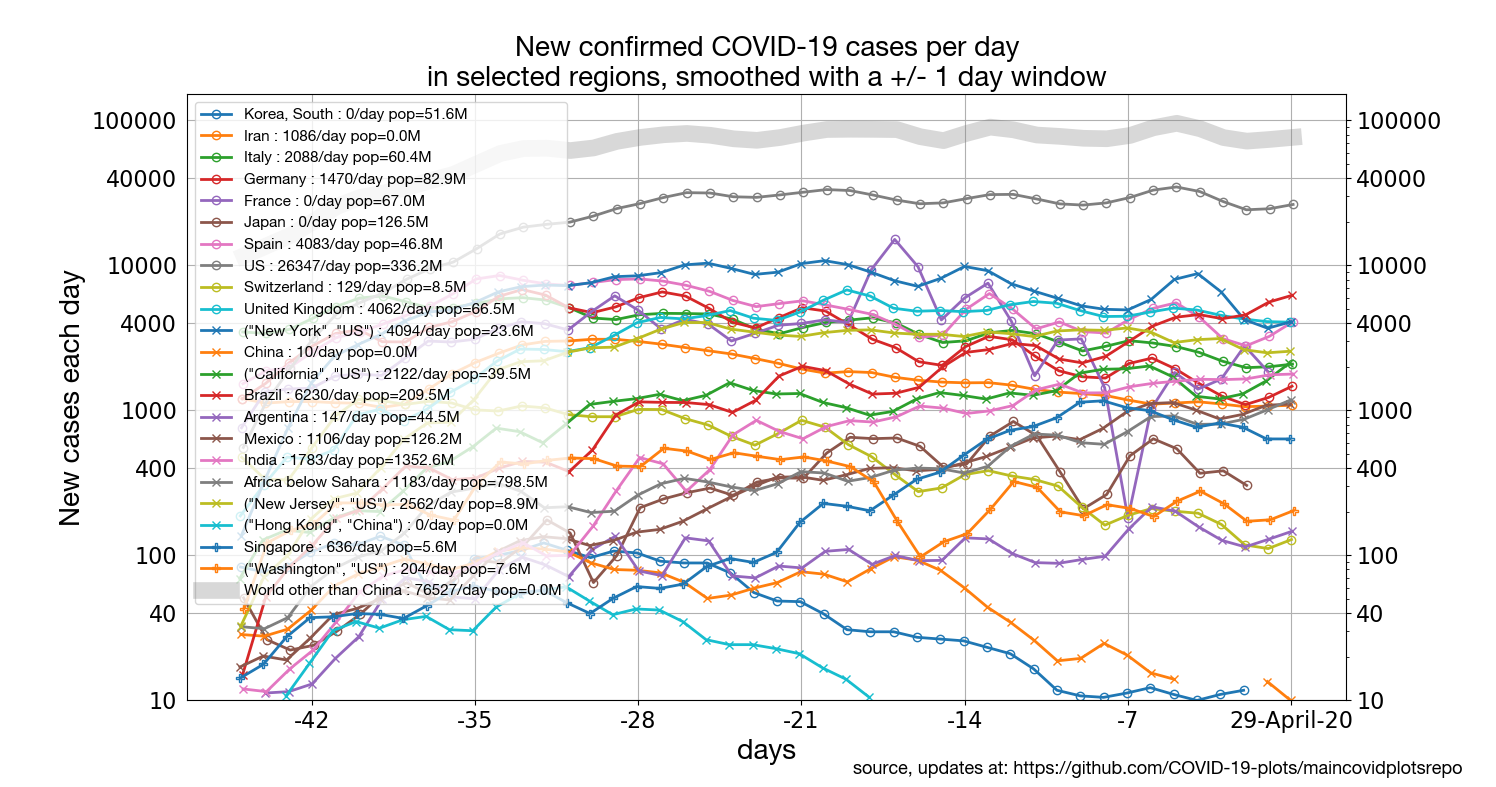 New confirmed COVID-19 cases per day
in selected regions, smoothed with a +/- 1 day window
New cases each day
100000
40000
10000
4000
1000
400
100
40
10
Korea, South : 0/day pop=51.6M
Iran : 1086/day pop=0.0M
Italy : 2088/day pop=60.4M
Germany : 1470/day pop=82.9M
France : 0/day pop=67.0M
Japan : 0/day pop=126.5M
Spain : 4083/day pop=46.8M
US : 26347/day pop=336.2M
Switzerland : 129/day pop=8.5M
United Kingdom : 4062/day pop=66.5M
("New York", "US") : 4094/day pop=23.6M
China : 10/day pop=0.0M
("California", "US") : 2122/day pop=39.5M
Brazil : 6230/day pop=209.5M
Argentina : 147/day pop=44.5M
Mexico : 1106/day pop=126.2M
India : 1783/day pop=1352.6M
Africa below Sahara : 1183/day pop=798.5M
("New Jersey", "US") : 2562/day pop=8.9M
("Hong Kong", "China") : 0/day pop=0.0M
Singapore : 636/day pop=5.6M
("Washington", "US") : 204/day pop=7.6M
World other than China : 76527/day pop=0.0M
100000
40000
10000
4000
1000
400
100
40
10
-42 -35 -28 -21 -14 -7 29-April-20
days
source, updates at: https://github.com/COVID-19-plots/maincovidplotsrepo